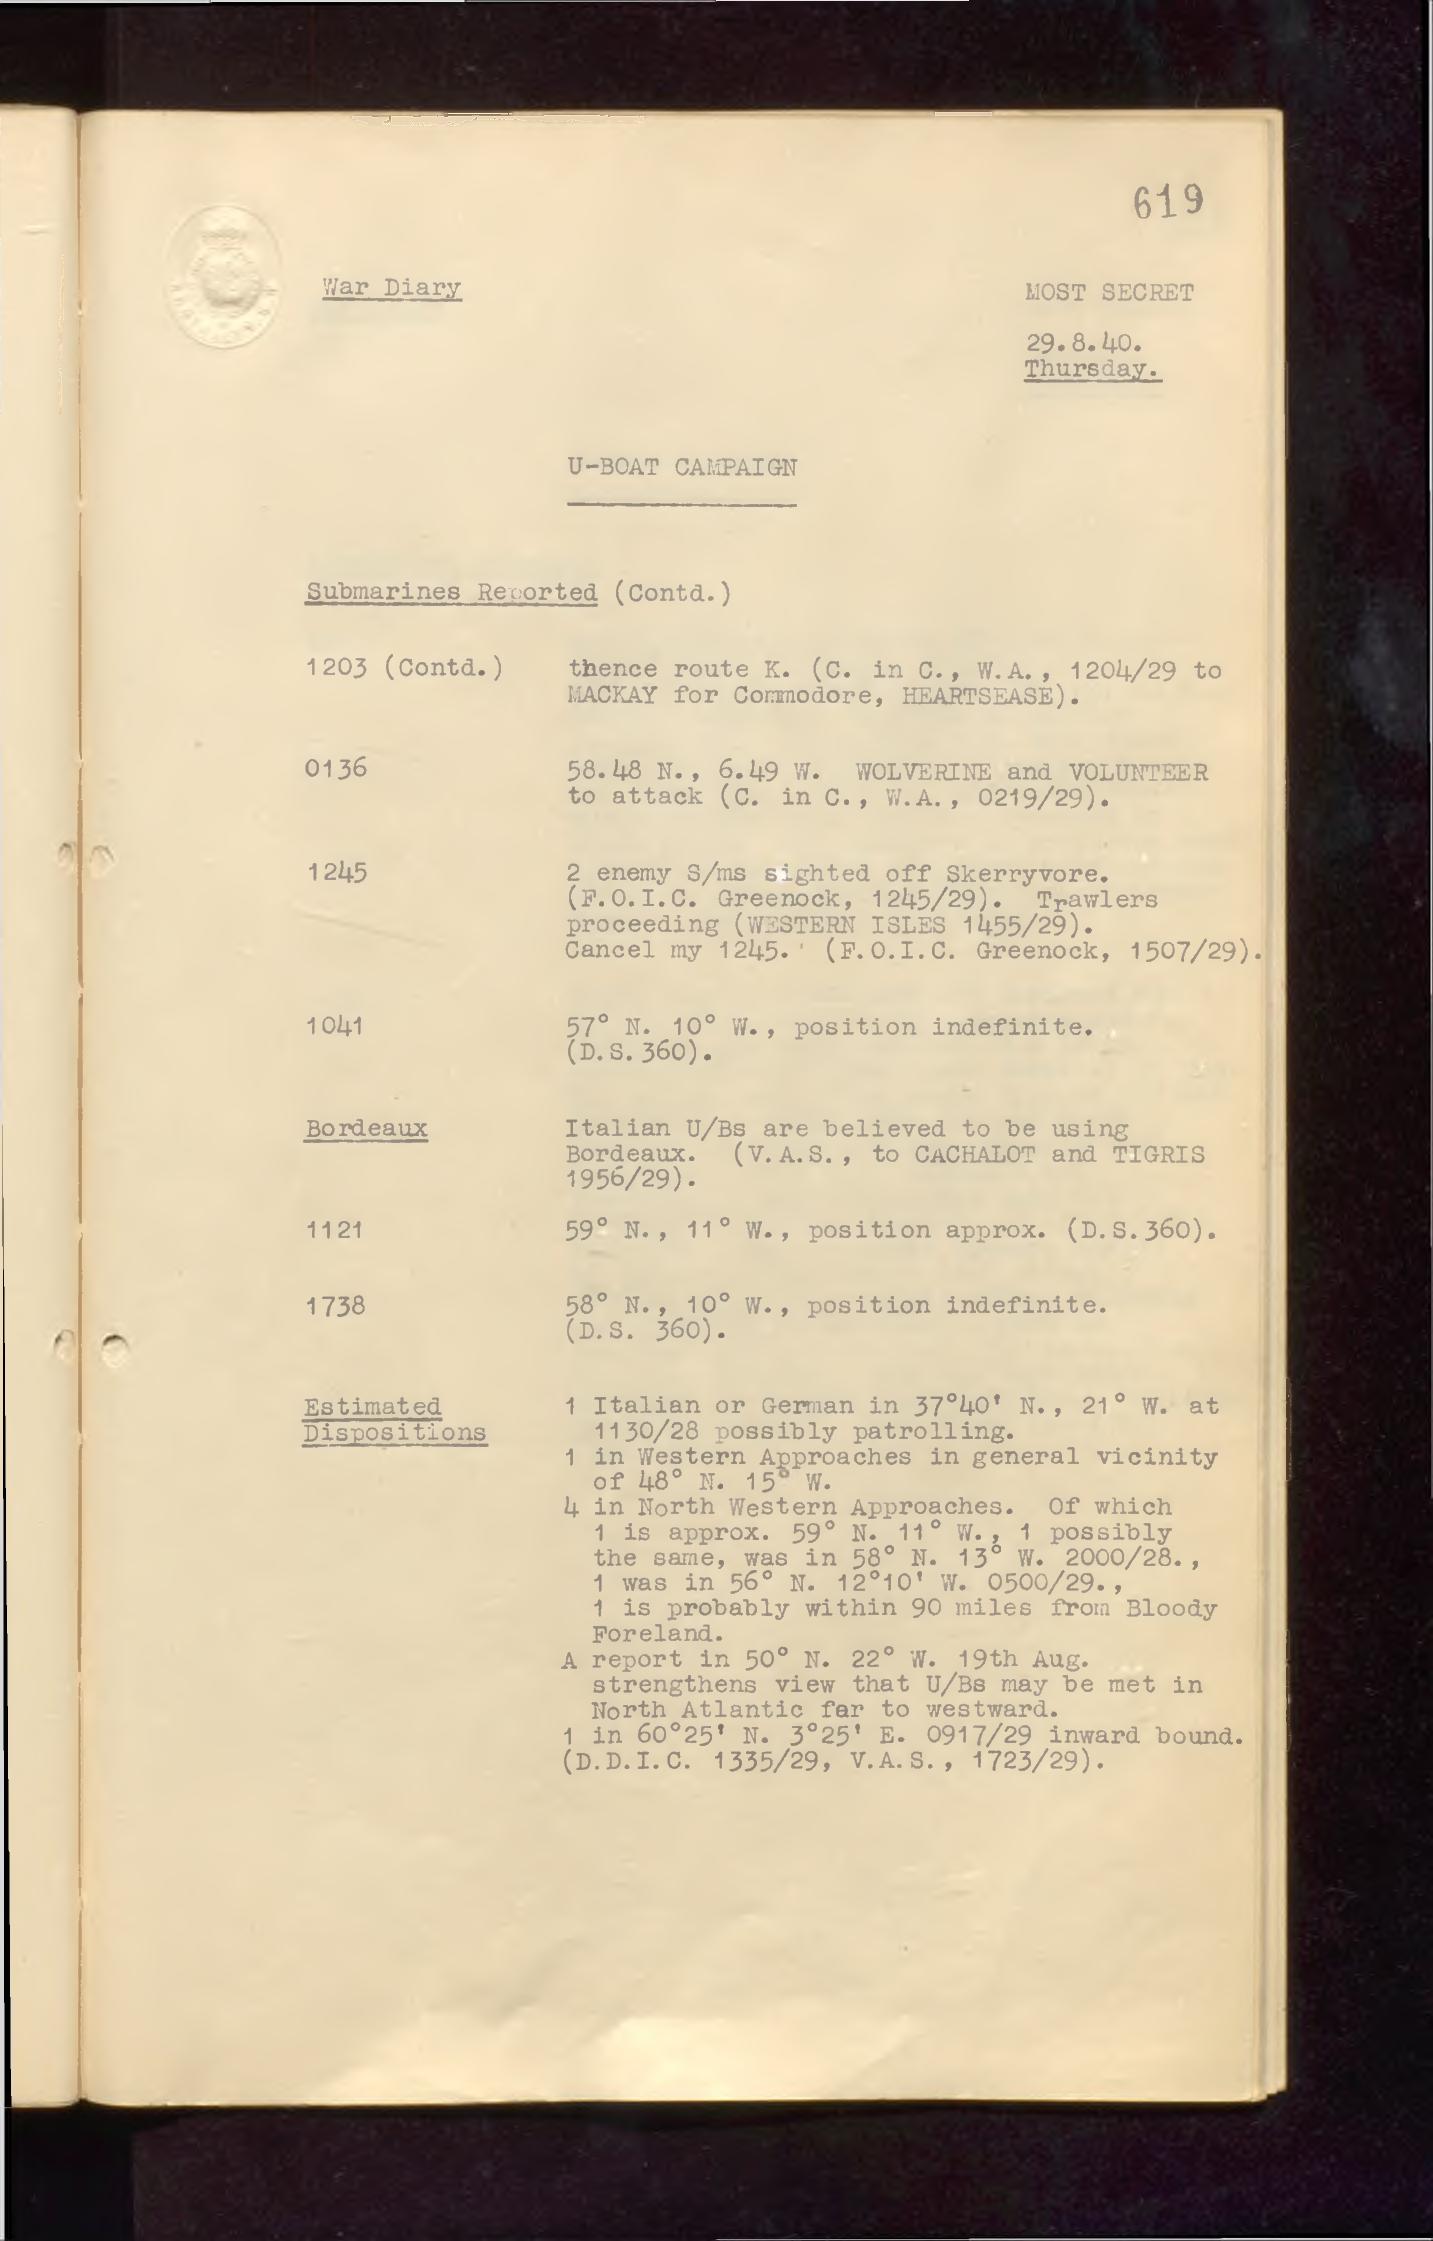 619
War Diary
MOST SECRET
29.8.40.
Thursday.
U-BOAT CAMPAIGN
Submarines Reported (Contd.)
1203 (Contd.) thence route K. (C. in C., W.A., 1204/29 to
MACKAY for Commodore, HEARTSEASE).
0136 58.48 N., 6.49 W. WOLVERINE and VOLUNTEER
to attack (C. in C., W.A., 0219/29).
1245 2 enemy S/ms sighted off Skerryvore.
(F.O.I.C. Greenock, 1245/29). Trawlers
proceeding (WESTERN ISLES 1455/29).
Cancel my 1245. (F.O.I.C. Greenock, 1507/29).
1041 57° N. 10° W., position indefinite.
(D.S.360).
Bordeaux Italian U/Bs are believed to be using
Bordeaux. (V.A.S., to CACHALOT and TIGRIS
1956/29).
1121 59° N., 11° W., position approx. (D.S.360).
1738 58° N., 10° W., position indefinite.
(D.S. 360).
Estimated 1 Italian or German in 37°40' N., 21° W. at
Dispositions 1130/28 possibly patrolling.
1 in Western Approaches in general vicinity
of 48° N. 15° W.
4 in North Western Approaches. Of which
1 is approx. 59° N. 11° W., 1 possibly
the same, was in 58° N. 13° W. 2000/28.,
1 was in 56° N. 12°10' W. 0500/29.,
1 is probably within 90 miles from Bloody
Foreland.
A report in 50° N. 22° W. 19th Aug.
strengthens view that U/Bs may be met in
North Atlantic far to westward.
1 in 60°25' N. 3°25' E. 0917/29 inward bound.
(D.D.I.C. 1335/29, V.A.S., 1723/29).